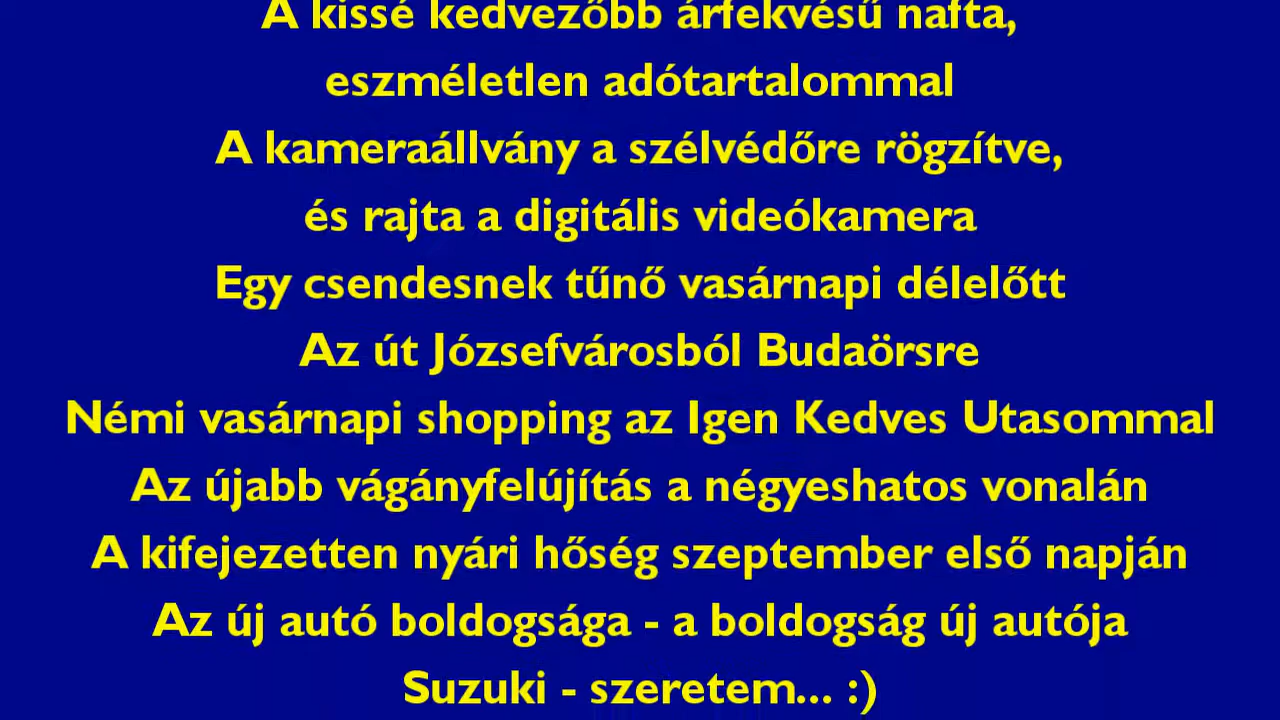 A kissé kedvezőbb árfekvésű nafta,
eszméletlen adótartalommal
A kameraállvány a szélvédőre rögzítve,
és rajta a digitális videókamera
Egy csendesnek tűnő vasárnapi délelőtt
Az út Józsefvárosból Budaörsre
Némi vasárnapi shopping az Igen Kedves Utasommal
Az újabb vágányfelújítás a négyeshatos vonalán
A kifejezetten nyári hőség szeptember első napján
Az új autó boldogsága - a boldogság új autója
Suzuki - szeretem... :)